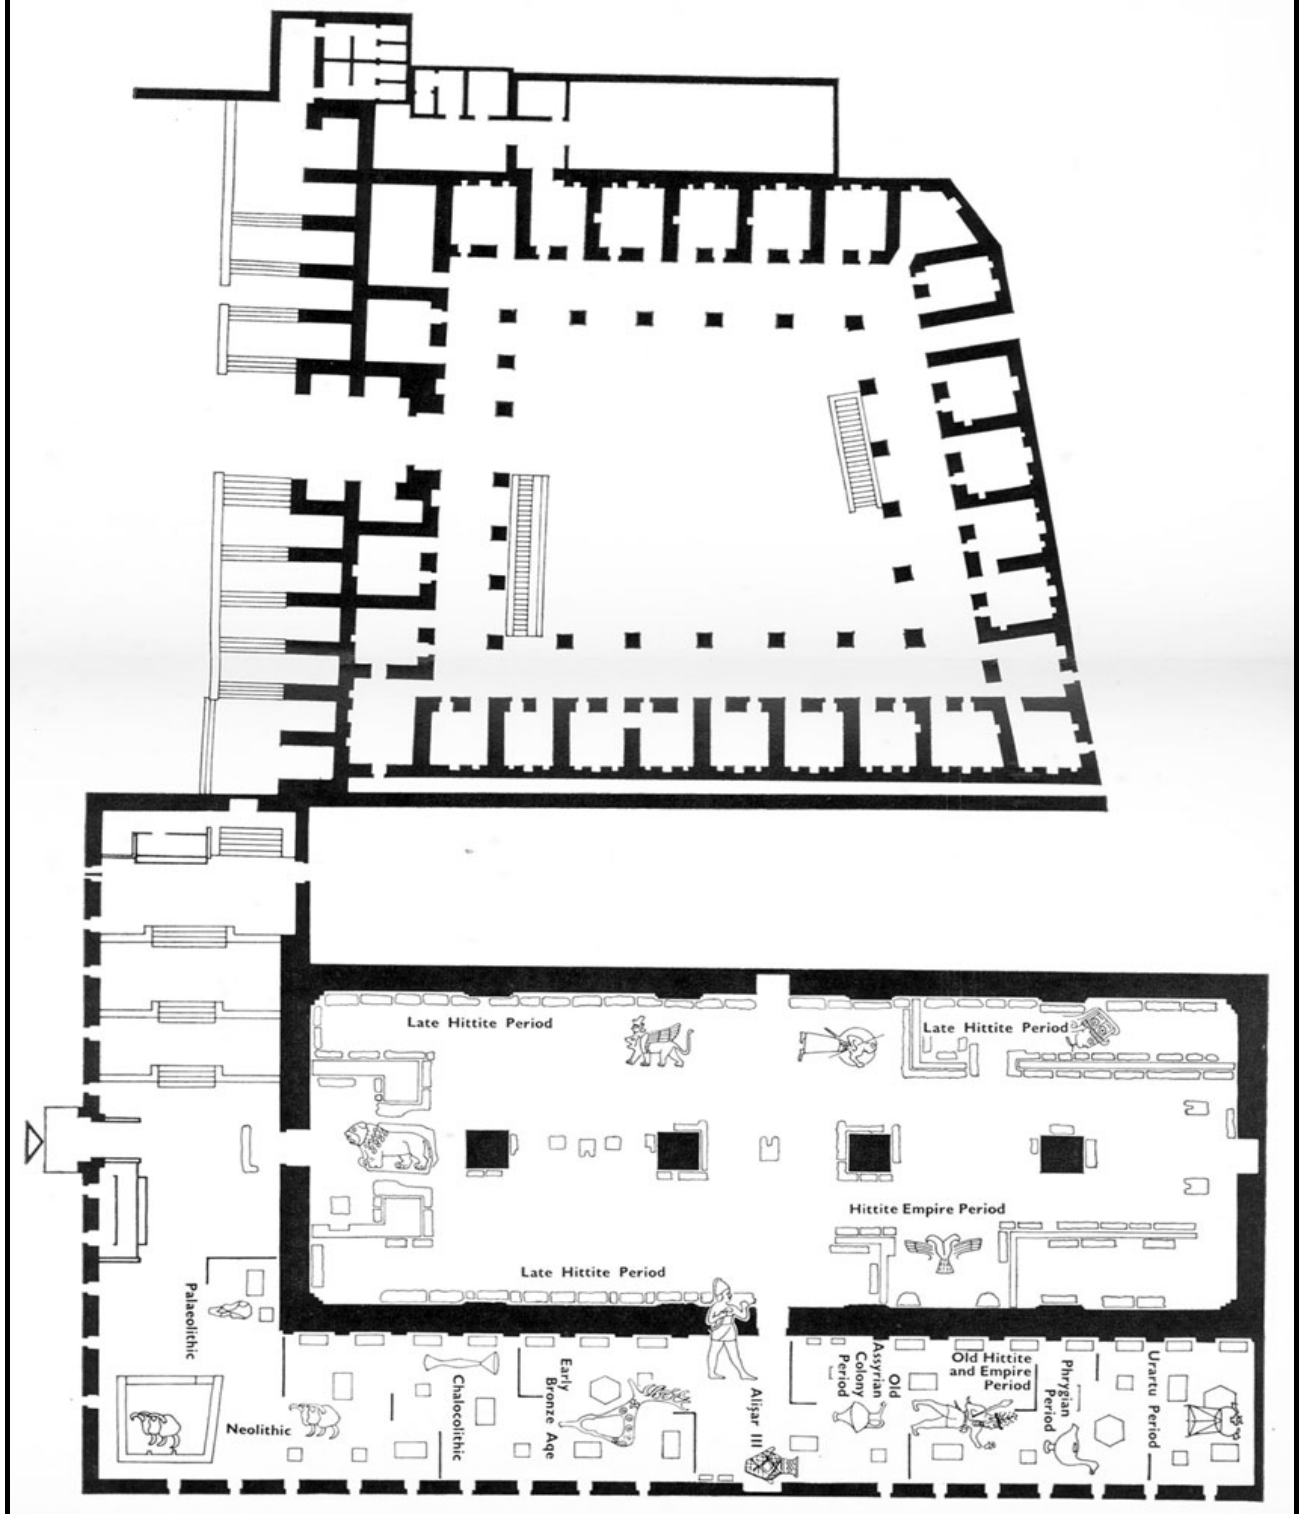 Late Hittite Period
Late Hittite Period
Hittite Empire Period
Late Hittite Period
Palaeolithic
Neolithic
Chalocolithic
Early
Bronze Age
Alişar III
Old
Assyrian
Colony
Period
Old Hittite
and Empire
Period
Phrygian
Period
Urartu Period